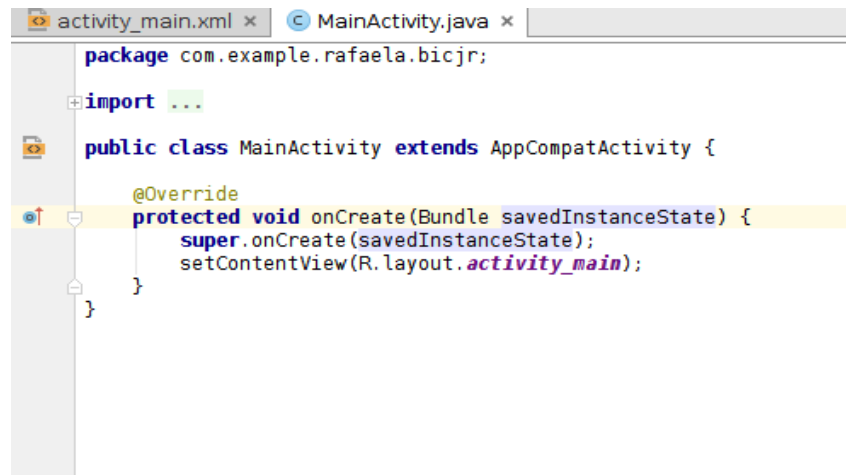 activity_main.xml × C MainActivity.java ×
package com.example.rafaela.bicjr;
import ...
public class MainActivity extends AppCompatActivity {
@Override
protected void onCreate(Bundle savedInstanceState) {
super.onCreate(savedInstanceState);
setContentView(R.layout.activity_main);
}
}